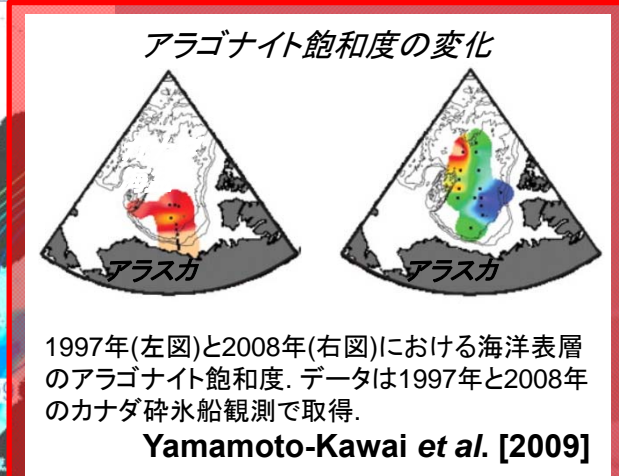 アラゴナイト飽和度の変化
アラスカ
アラスカ
1997年(左図)と2008年(右図)における海洋表層
のアラゴナイト飽和度. データは1997年と2008年
のカナダ砕氷船観測で取得.
Yamamoto-Kawai et al. [2009]